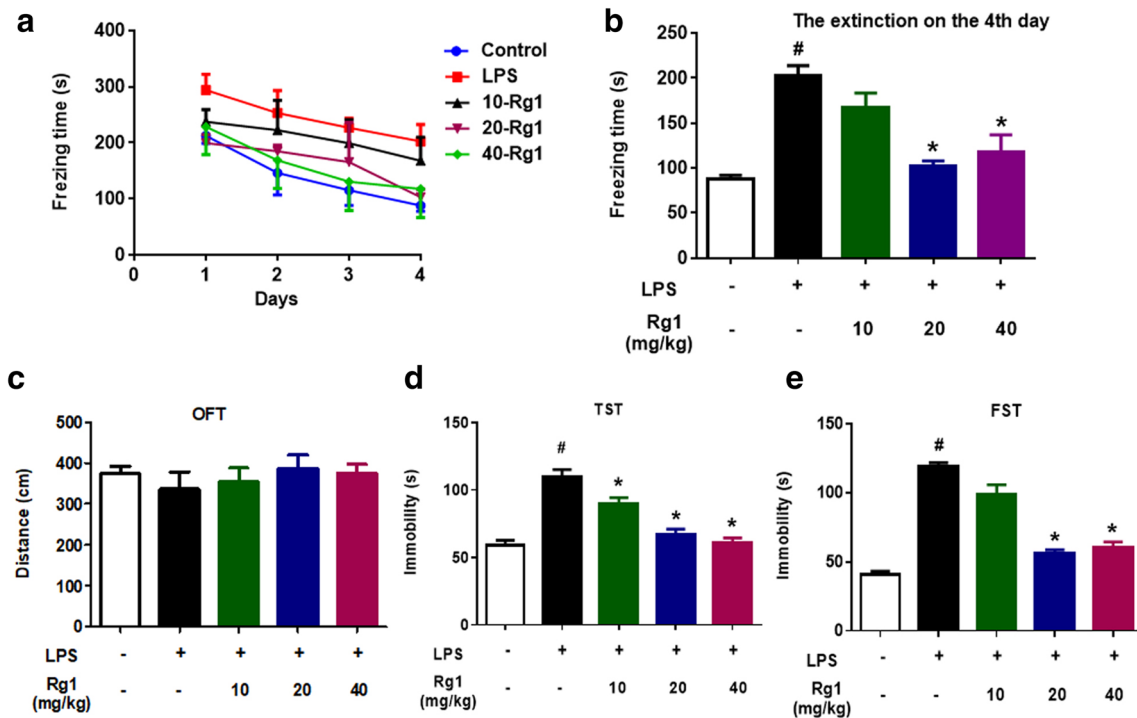 a
Frezing time (s)
400
300
200
100
0
0 1 2 3 4
Days
Control
LPS
10-Rg1
20-Rg1
40-Rg1
b
The extinction on the 4th day
Freezing time (s)
250
200
150
100
50
0
#
*
*
LPS - + + + +
Rg1 - - 10 20 40
(mg/kg)
c
OFT
Distance (cm)
500
400
300
200
100
0
LPS - + + + +
Rg1 - - 10 20 40
(mg/kg)
d
TST
Immobility (s)
150
100
50
0
#
*
*
*
LPS - + + + +
Rg1 - - 10 20 40
(mg/kg)
e
FST
Immobility (s)
150
100
50
0
#
*
*
LPS - + + + +
Rg1 - - 10 20 40
(mg/kg)